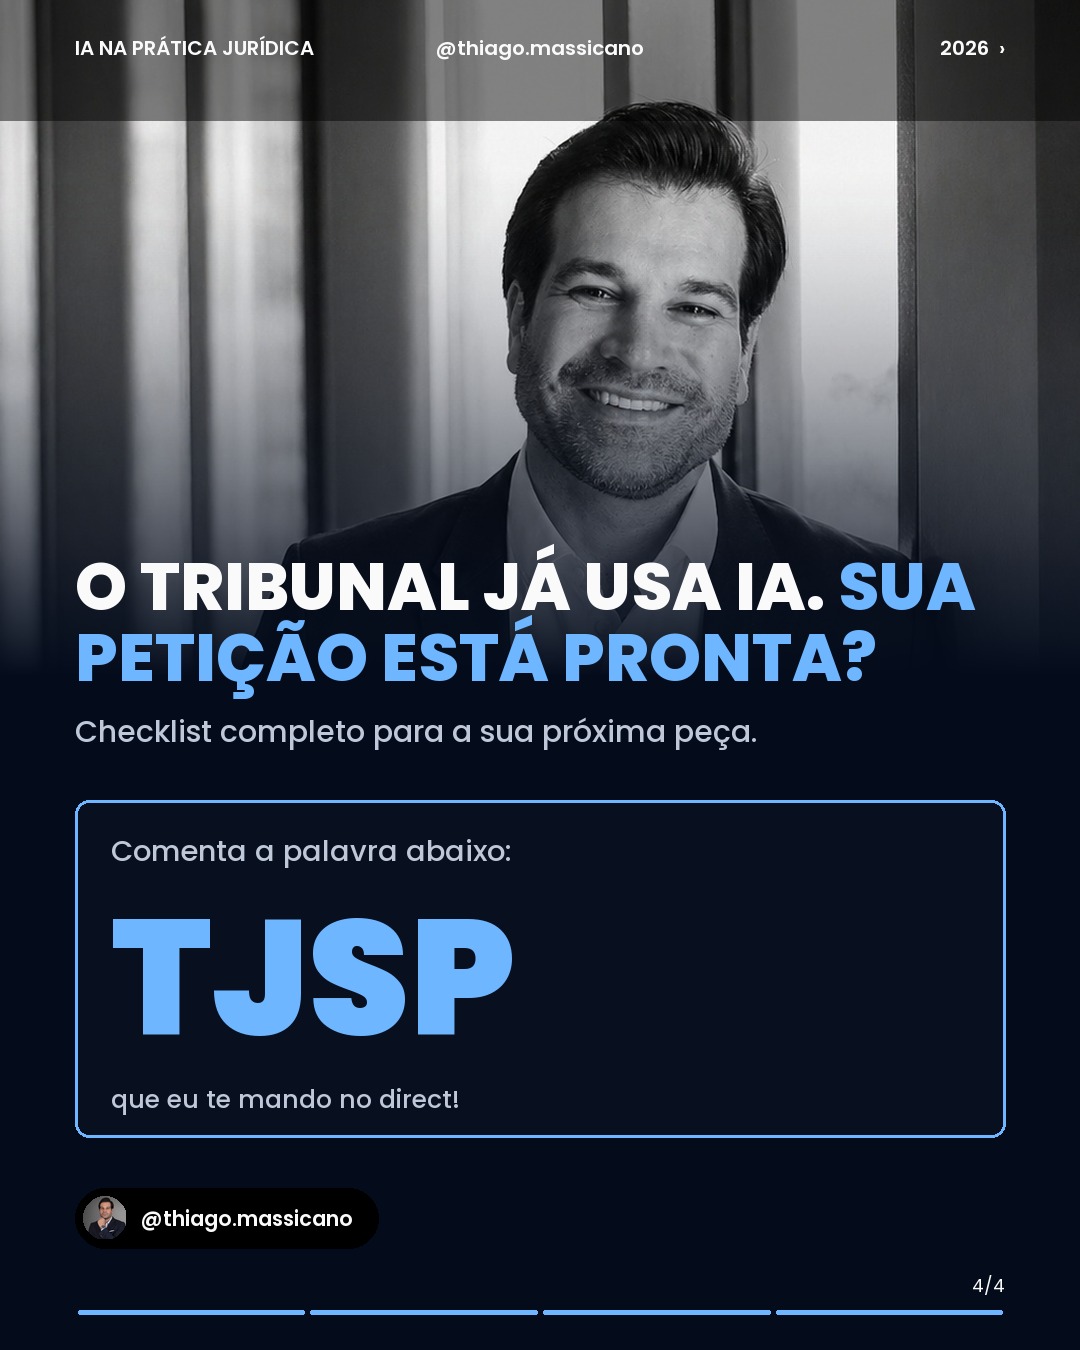 IA NA PRÁTICA JURÍDICA
@thiago.massicano
2026 ›
O TRIBUNAL JÁ USA IA. SUA
PETIÇÃO ESTÁ PRONTA?
Checklist completo para a sua próxima peça.
Comenta a palavra abaixo:
TJSP
que eu te mando no direct!
@thiago.massicano
4/4